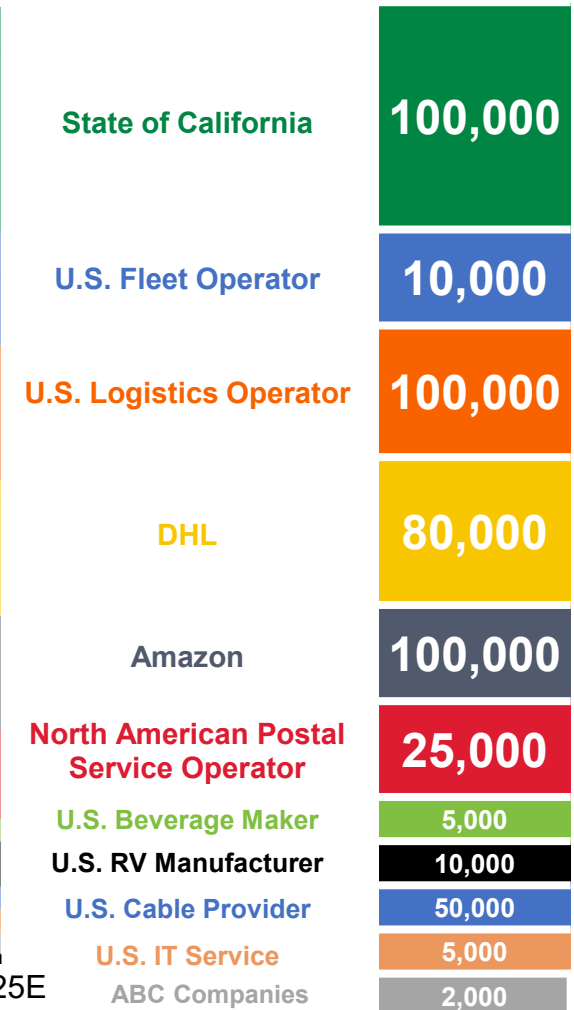 State of California 100,000
U.S. Fleet Operator 10,000
U.S. Logistics Operator 100,000
DHL 80,000
Amazon 100,000
North American Postal
Service Operator 25,000
U.S. Beverage Maker 5,000
U.S. RV Manufacturer 10,000
U.S. Cable Provider 50,000
U.S. IT Service 5,000
25E
ABC Companies 2,000